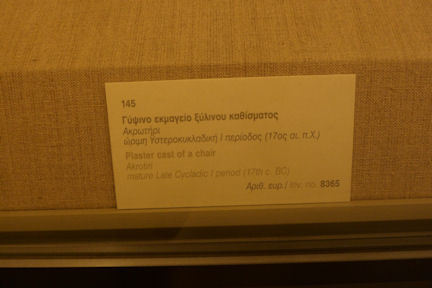 145
Γύψινο εκμαγείο ξύλινου καθίσματος
Ακρωτήρι
ώριμη Υστεροκυκλαδική Ι περίοδος (17ος αι. π.Χ.)
Plaster cast of a chair
Akrotiri
mature Late Cycladic I period (17th c. BC)
Αριθ. ευρ./ Inv. no. 8365